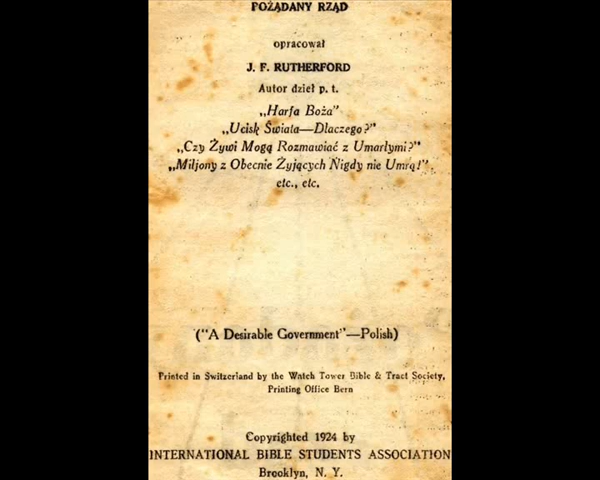 POŻĄDANY RZĄD
opracował
J. F. RUTHERFORD
Autor dzieł p. t.
„Harfa Boża"
„Ucisk Świata—Dlaczego?"
„Czy Żywi Mogą Rozmawiać z Umarłymi?"
„Miljony z Obecnie Żyjących Nigdy nie Umrą!"
etc., etc.
("A Desirable Government"—Polish)
Printed in Switzerland by the Watch Tower Bible & Tract Society,
Printing Office Bern
Copyrighted 1924 by
INTERNATIONAL BIBLE STUDENTS ASSOCIATION
Brooklyn, N. Y.